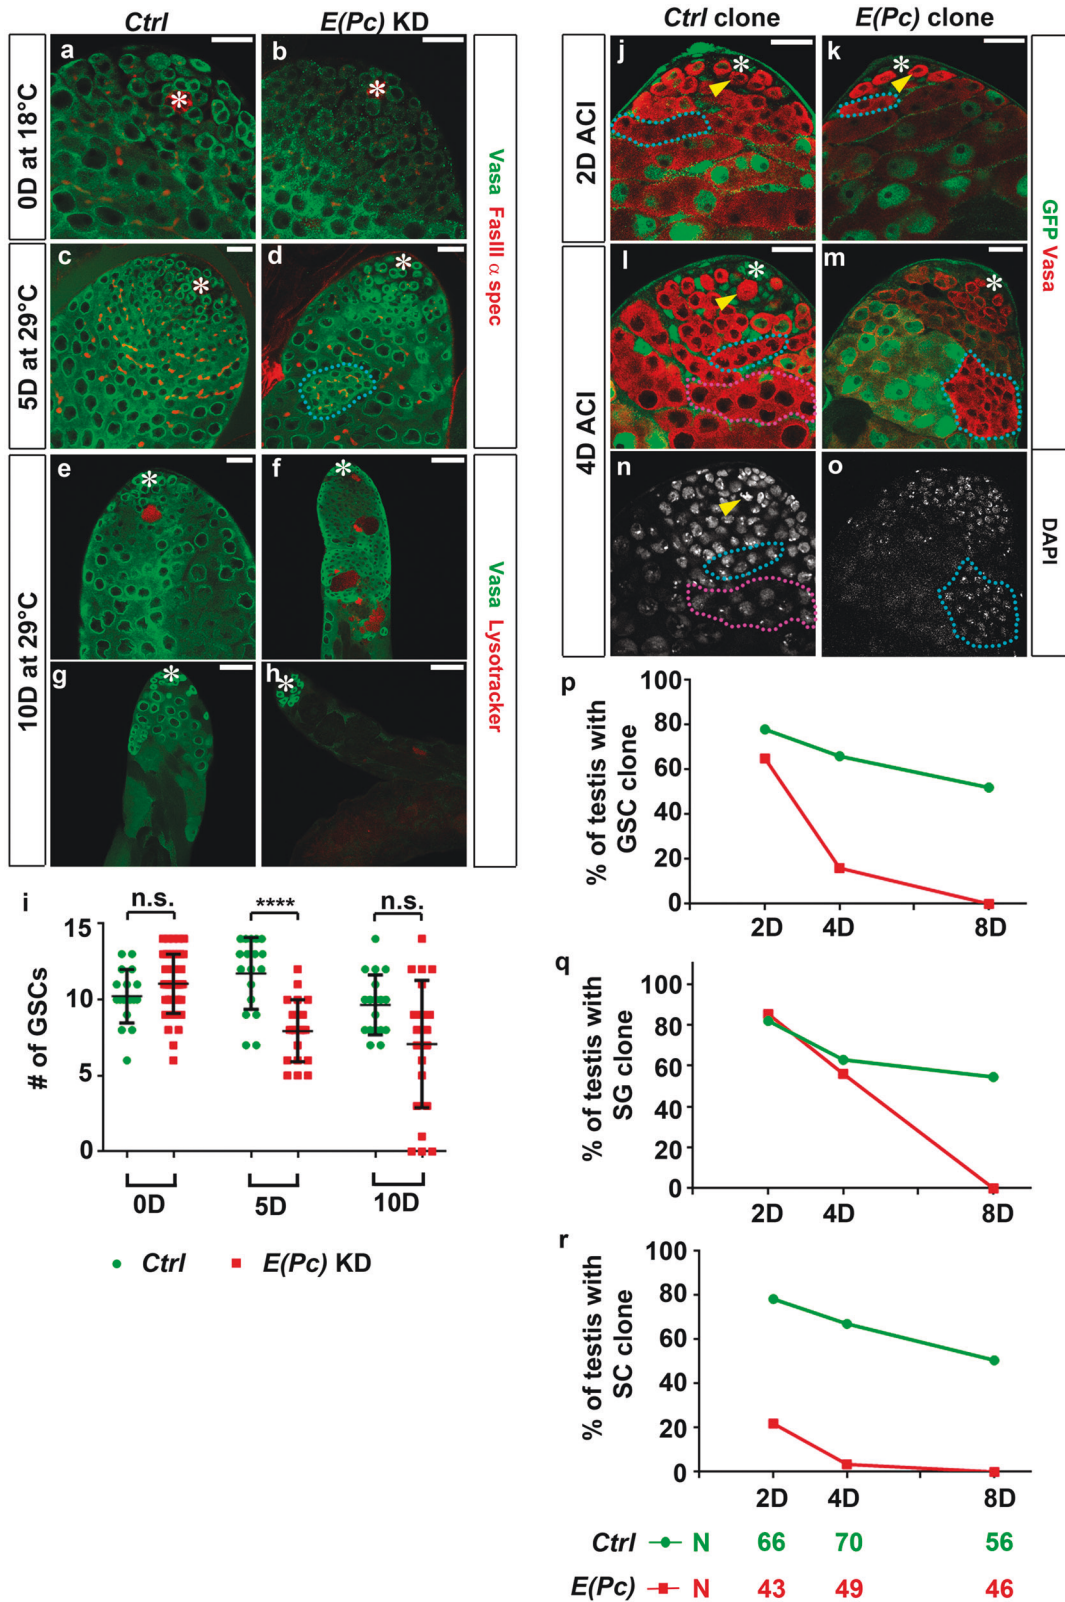 Ctrl
E(Pc) KD
0D at 18°C
a
b
Vasa FasIII α spec
5D at 29°C
c
d
10D at 29°C
e
f
Vasa Lysotracker
g
h
*
*
*
*
*
*
*
*
i
n.s.
****
n.s.
# of GSCs
15
10
5
0
0D
5D
10D
Ctrl
E(Pc) KD
Ctrl clone
E(Pc) clone
2D ACI
j
k
GFP Vasa
4D ACI
l
m
n
o
DAPI
*
*
*
*
p
% of testis with
GSC clone
100
80
60
40
20
0
2D
4D
8D
q
% of testis with
SG clone
100
80
60
40
20
0
2D
4D
8D
r
% of testis with
SC clone
100
80
60
40
20
0
2D
4D
8D
Ctrl N 66 70 56
E(Pc) N 43 49 46